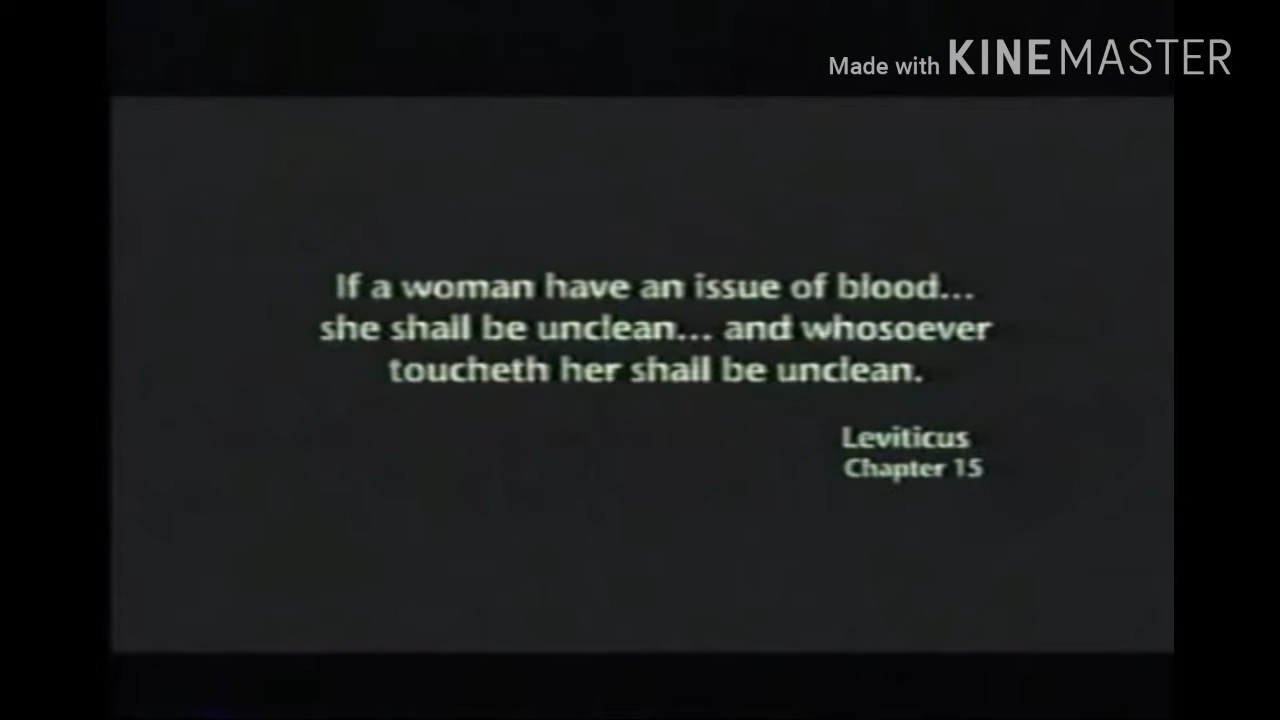 Made with KINEMASTER
If a woman have an issue of blood...
she shall be unclean... and whosoever
toucheth her shall be unclean.
Leviticus
Chapter 15